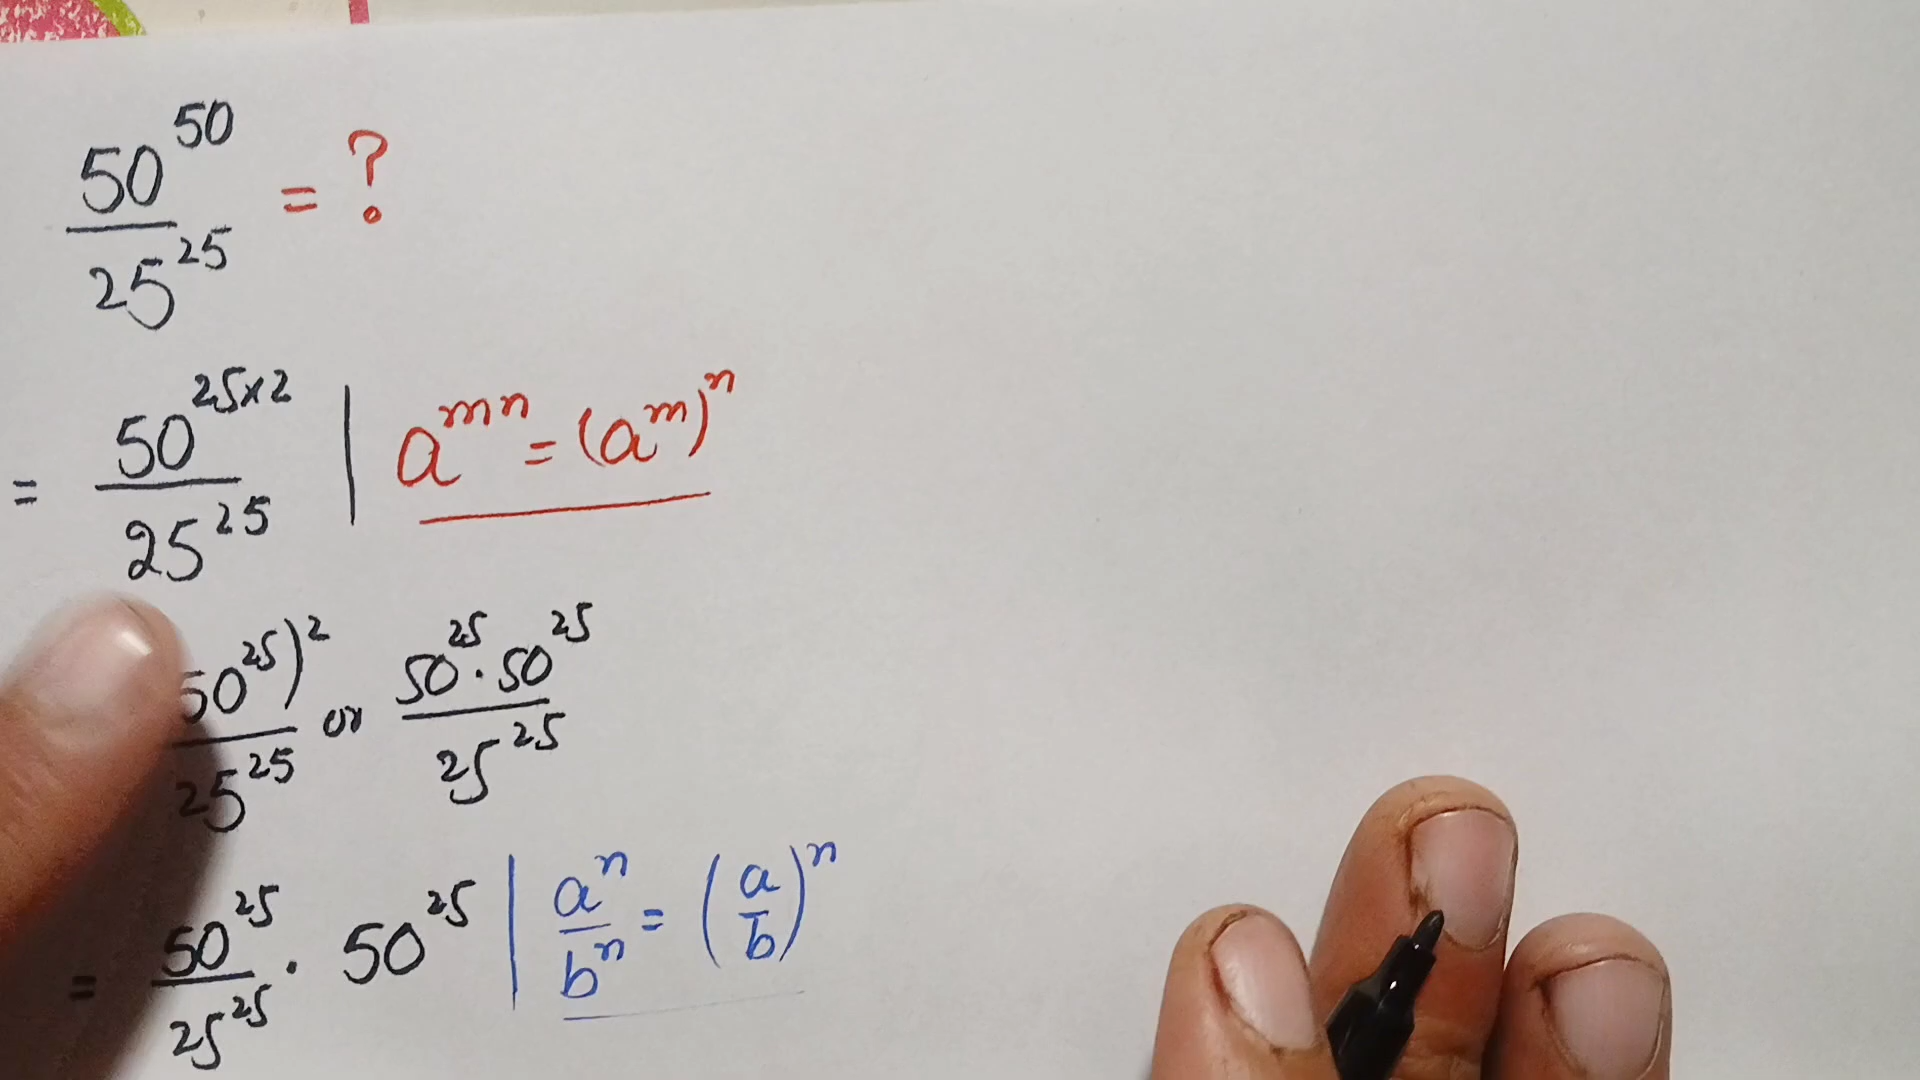 50^50 / 25^25 = ?
= 50^25×2 / 25^25 | a^mn = (a^m)^n
50^25)^2 / 25^25 or 50^25 · 50^25 / 25^25
= 50^25 / 25^25 · 50^25 | a^n / b^n = (a/b)^n